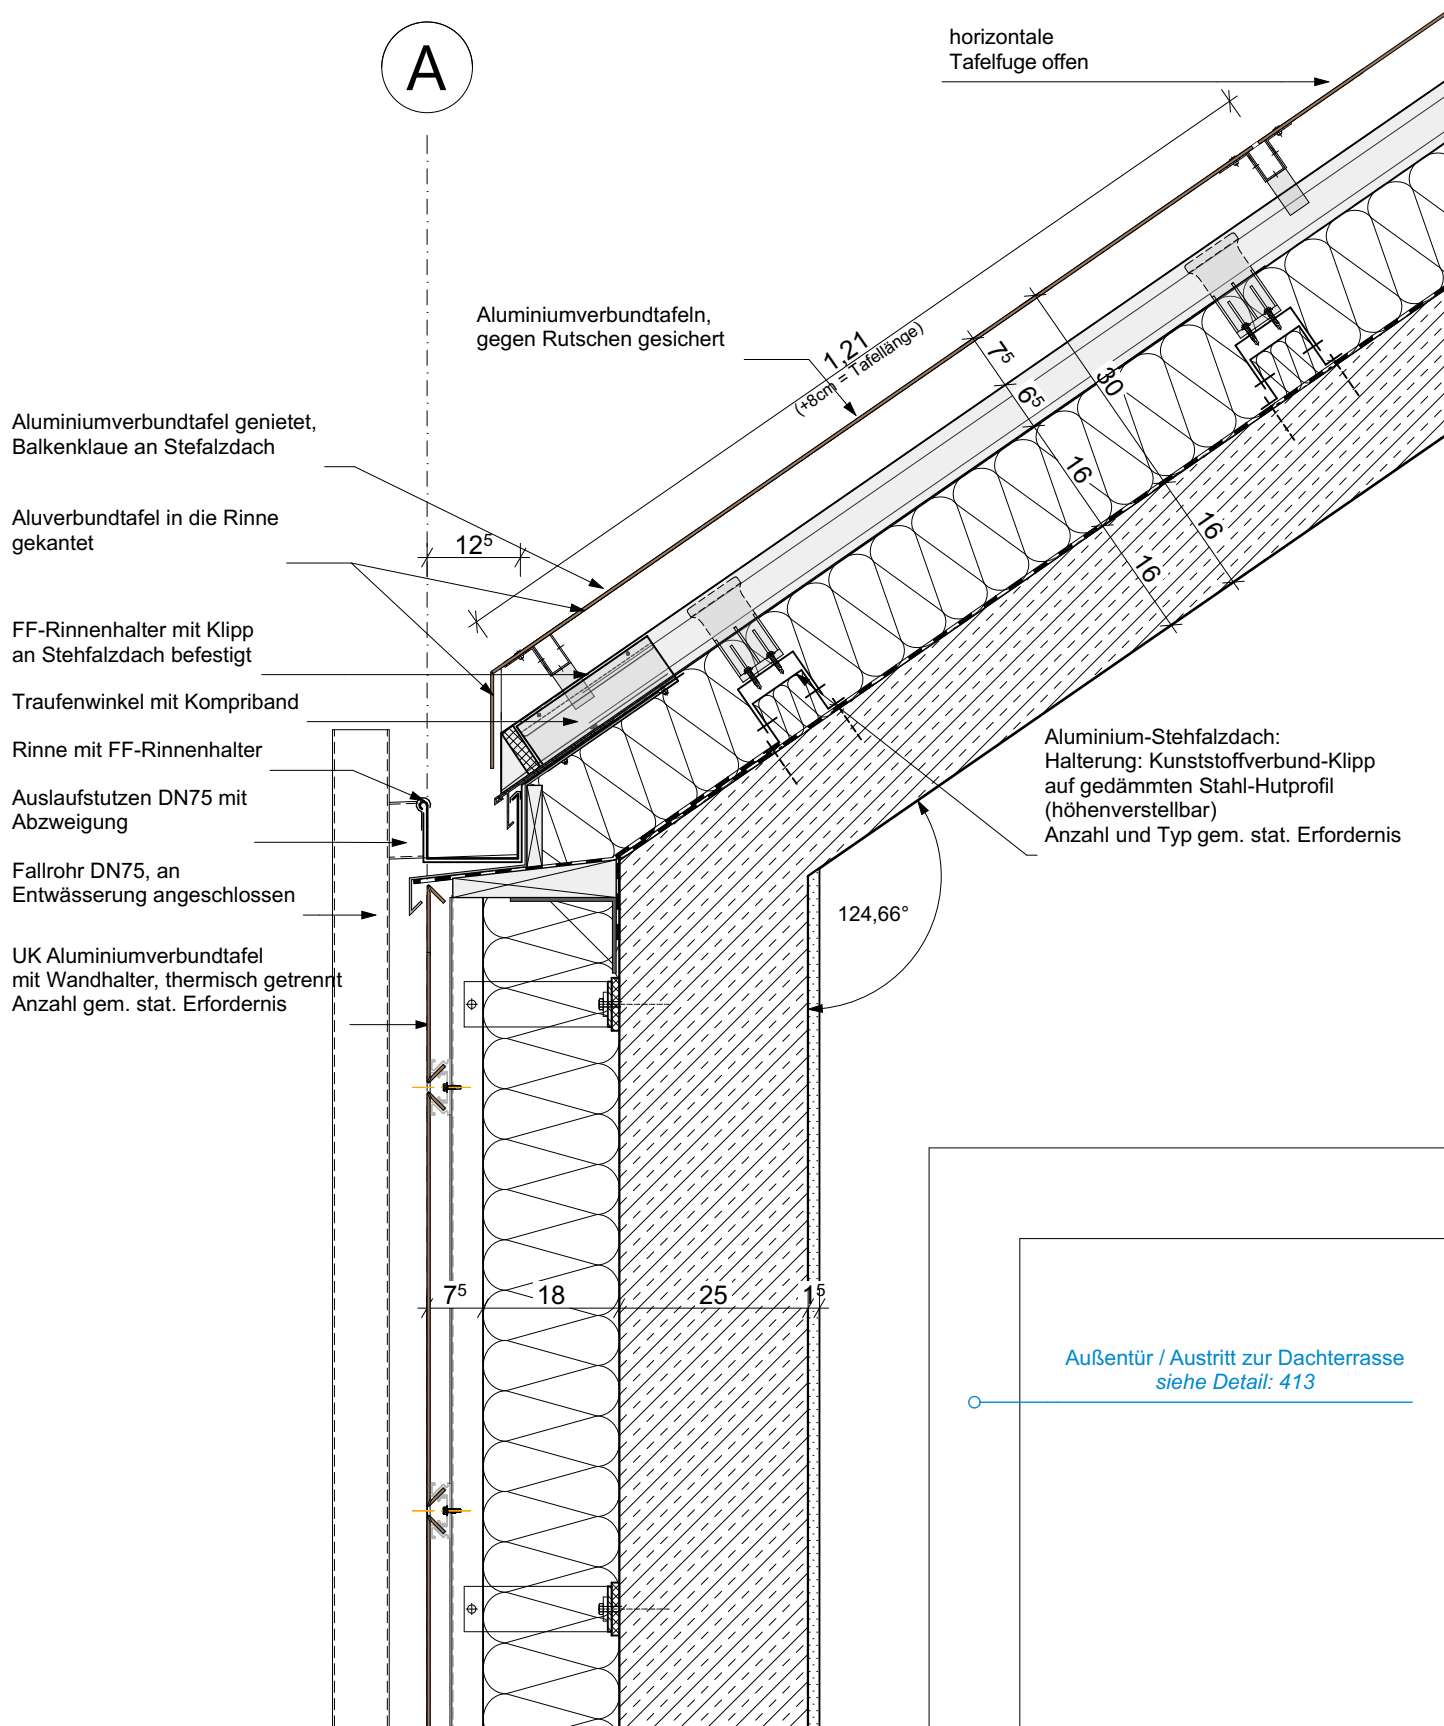 A
horizontale
Tafelfuge offen
Aluminiumverbundtafeln,
gegen Rutschen gesichert
1,21
(+8cm = Tafellänge)
7⁵
6⁵
30
16
16
16
Aluminiumverbundtafel genietet,
Balkenklaue an Stefalzdach
Aluverbundtafel in die Rinne
gekantet
12⁵
FF-Rinnenhalter mit Klipp
an Stehfalzdach befestigt
Traufenwinkel mit Kompriband
Rinne mit FF-Rinnenhalter
Auslaufstutzen DN75 mit
Abzweigung
Fallrohr DN75, an
Entwässerung angeschlossen
UK Aluminiumverbundtafel
mit Wandhalter, thermisch getrennt
Anzahl gem. stat. Erfordernis
Aluminium-Stehfalzdach:
Halterung: Kunststoffverbund-Klipp
auf gedämmten Stahl-Hutprofil
(höhenverstellbar)
Anzahl und Typ gem. stat. Erfordernis
124,66°
7⁵ 18 25 1⁵
Außentür / Austritt zur Dachterrasse
siehe Detail: 413